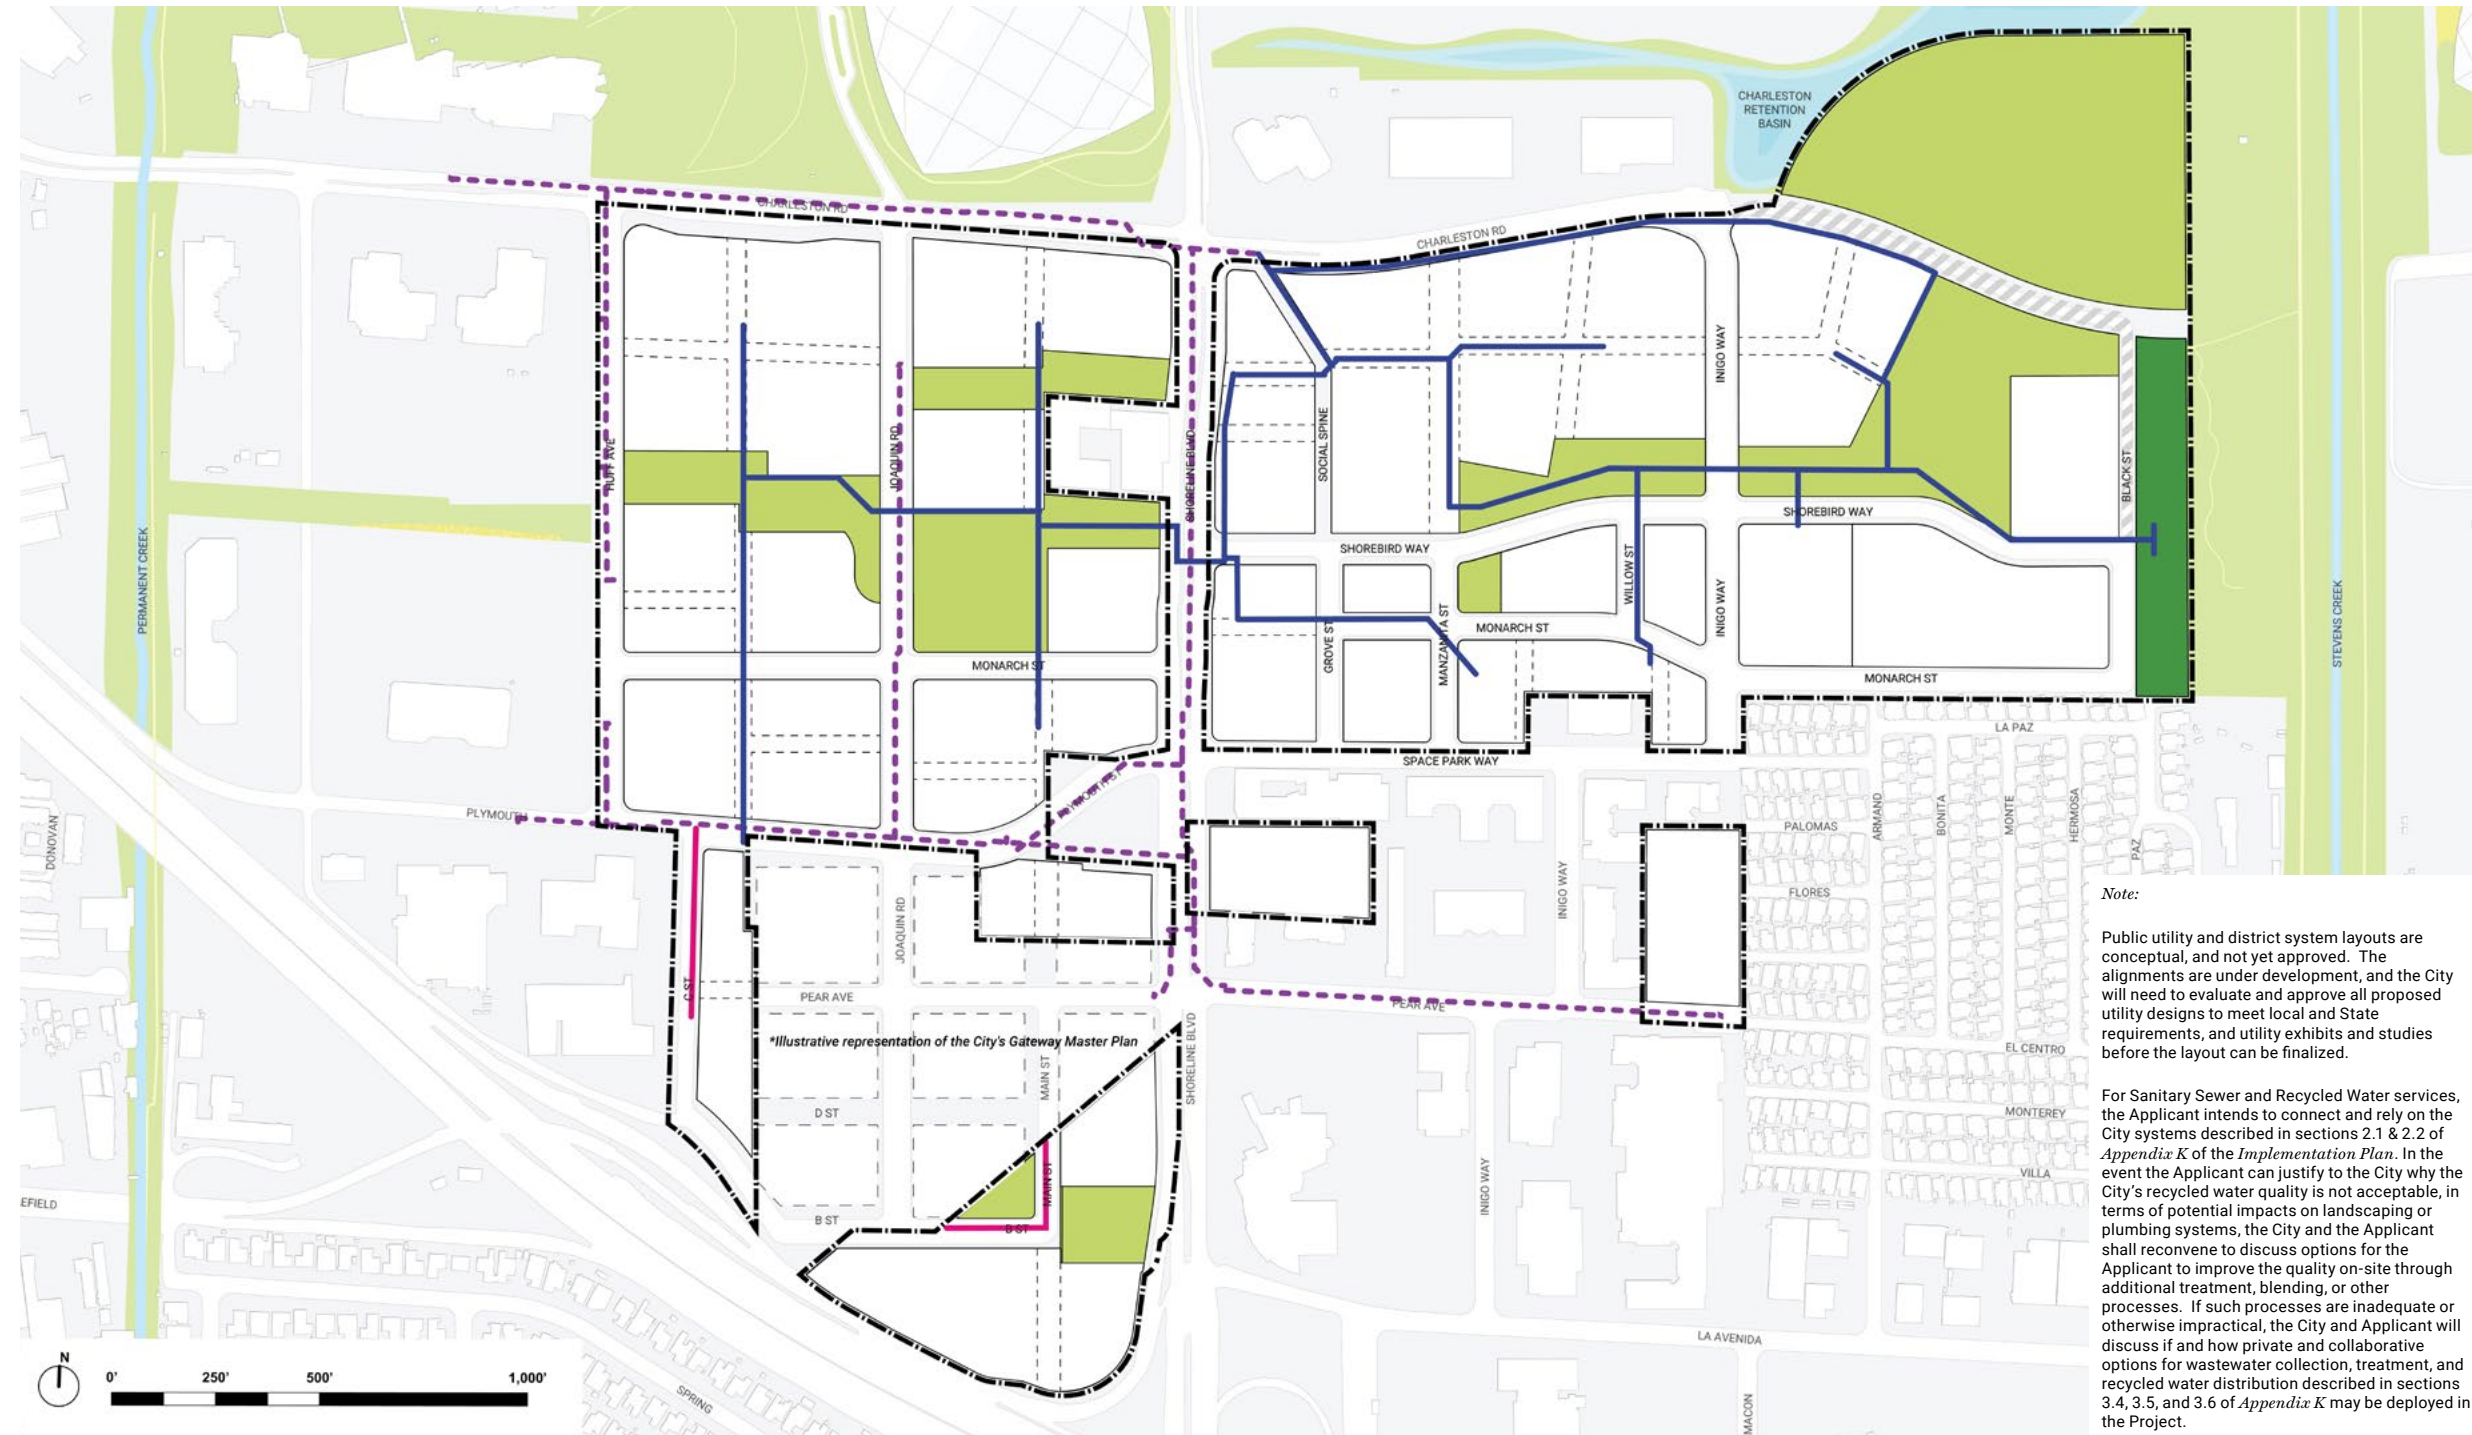 CHARLESTON
RETENTION
BASIN
CHARLESTON RD
CHARLESTON RD
HUFF AVE
JOAQUIN RD
SHORELINE BLVD
SOCIAL SPINE
INIGO WAY
BLACK ST
PERMANENT CREEK
STEVENS CREEK
SHOREBIRD WAY
SHOREBIRD WAY
WILLOW ST
INIGO WAY
GROVE ST
MANZANITA ST
MONARCH ST
MONARCH ST
MONARCH ST
SPACE PARK WAY
LA PAZ
PLYMOUTH ST
PLYMOUTH
DONOVAN
PALOMAS
ARMAND
BONITA
MONTE
HERMOSA
PAZ
FLORES
INIGO WAY
JOAQUIN RD
C ST
PEAR AVE
PEAR AVE
*Illustrative representation of the City's Gateway Master Plan
MAIN ST
SHORELINE BLVD
EL CENTRO
D ST
MONTEREY
MAIN ST
INIGO WAY
VILLA
EFIELD
B ST
B ST
LA AVENIDA
SPRING
MACON
N
0' 250' 500' 1,000'
Note:
Public utility and district system layouts are
conceptual, and not yet approved. The
alignments are under development, and the City
will need to evaluate and approve all proposed
utility designs to meet local and State
requirements, and utility exhibits and studies
before the layout can be finalized.
For Sanitary Sewer and Recycled Water services,
the Applicant intends to connect and rely on the
City systems described in sections 2.1 & 2.2 of
Appendix K of the Implementation Plan. In the
event the Applicant can justify to the City why the
City's recycled water quality is not acceptable, in
terms of potential impacts on landscaping or
plumbing systems, the City and the Applicant
shall reconvene to discuss options for the
Applicant to improve the quality on-site through
additional treatment, blending, or other
processes. If such processes are inadequate or
otherwise impractical, the City and Applicant will
discuss if and how private and collaborative
options for wastewater collection, treatment, and
recycled water distribution described in sections
3.4, 3.5, and 3.6 of Appendix K may be deployed in
the Project.